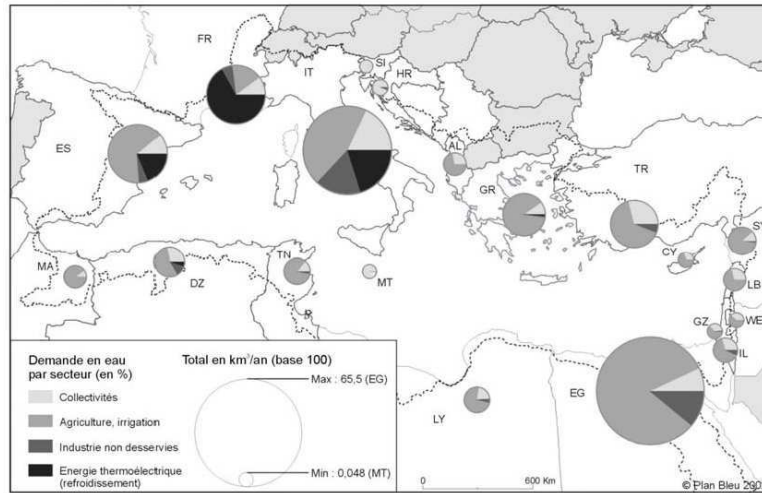 FR
IT
SI
HR
ES
AL
GR
TR
CY
LB
MA
DZ
TN
MT
GZ
WE
IL
LY
EG
Demande en eau
par secteur (en %)
Collectivités
Agriculture, irrigation
Industrie non desservies
Energie thermoélectrique
(refroidissement)
Total en km³/an (base 100)
Max : 65,5 (EG)
Min : 0,048 (MT)
0
600 Km
© Plan Bleu